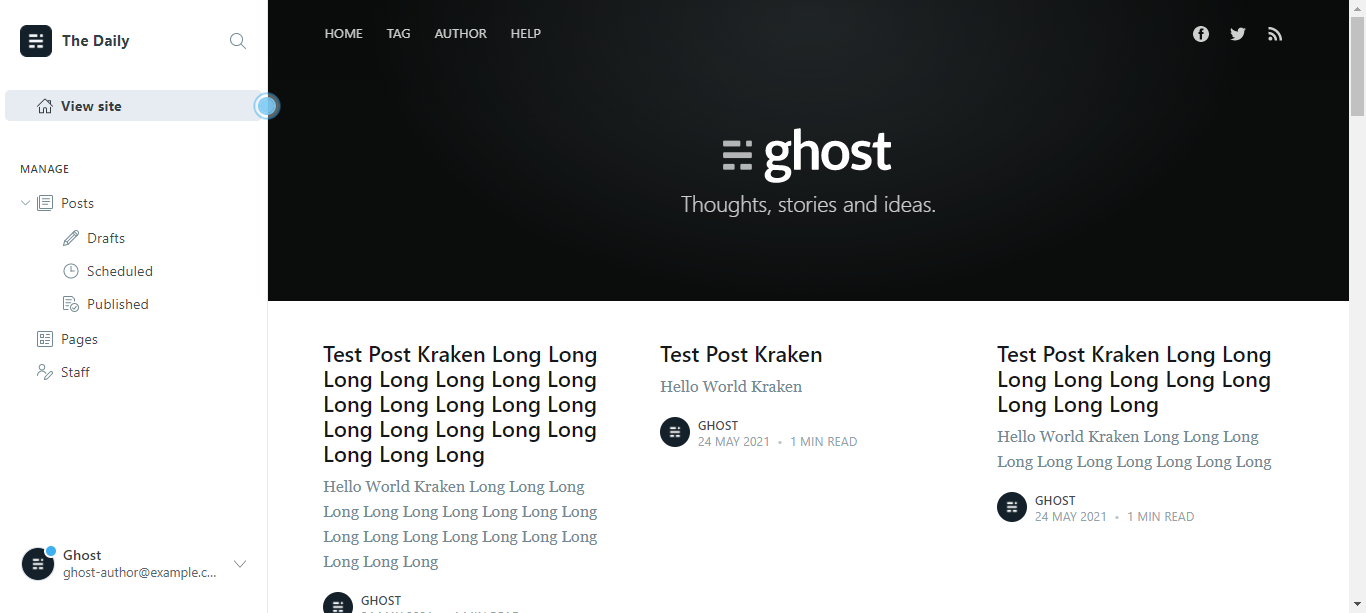 The Daily
View site
MANAGE
Posts
Drafts
Scheduled
Published
Pages
Staff
Ghost
ghost-author@example.c...
HOME TAG AUTHOR HELP
ghost
Thoughts, stories and ideas.
Test Post Kraken Long Long
Long Long Long Long Long
Long Long Long Long Long
Long Long Long Long Long
Long Long Long
Hello World Kraken Long Long Long
Long Long Long Long Long Long Long
Long Long Long Long Long Long Long
Long Long Long
GHOST
Test Post Kraken
Hello World Kraken
GHOST
24 MAY 2021 • 1 MIN READ
Test Post Kraken Long Long
Long Long Long Long Long
Long Long Long
Hello World Kraken Long Long Long
Long Long Long Long Long Long Long
GHOST
24 MAY 2021 • 1 MIN READ